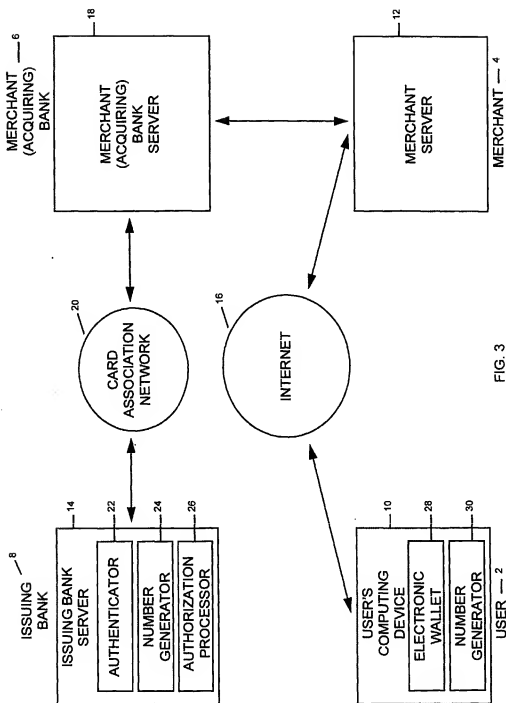 ISSUING
BANK
8
ISSUING BANK
SERVER
14
AUTHENTICATOR
22
NUMBER
GENERATOR
24
AUTHORIZATION
PROCESSOR
26
CARD
ASSOCIATION
NETWORK
20
MERCHANT
(ACQUIRING)
BANK
6
MERCHANT
(ACQUIRING)
BANK
SERVER
18
USER'S
COMPUTING
DEVICE
10
ELECTRONIC
WALLET
28
NUMBER
GENERATOR
30
USER
2
INTERNET
16
MERCHANT
SERVER
12
MERCHANT
4
FIG. 3